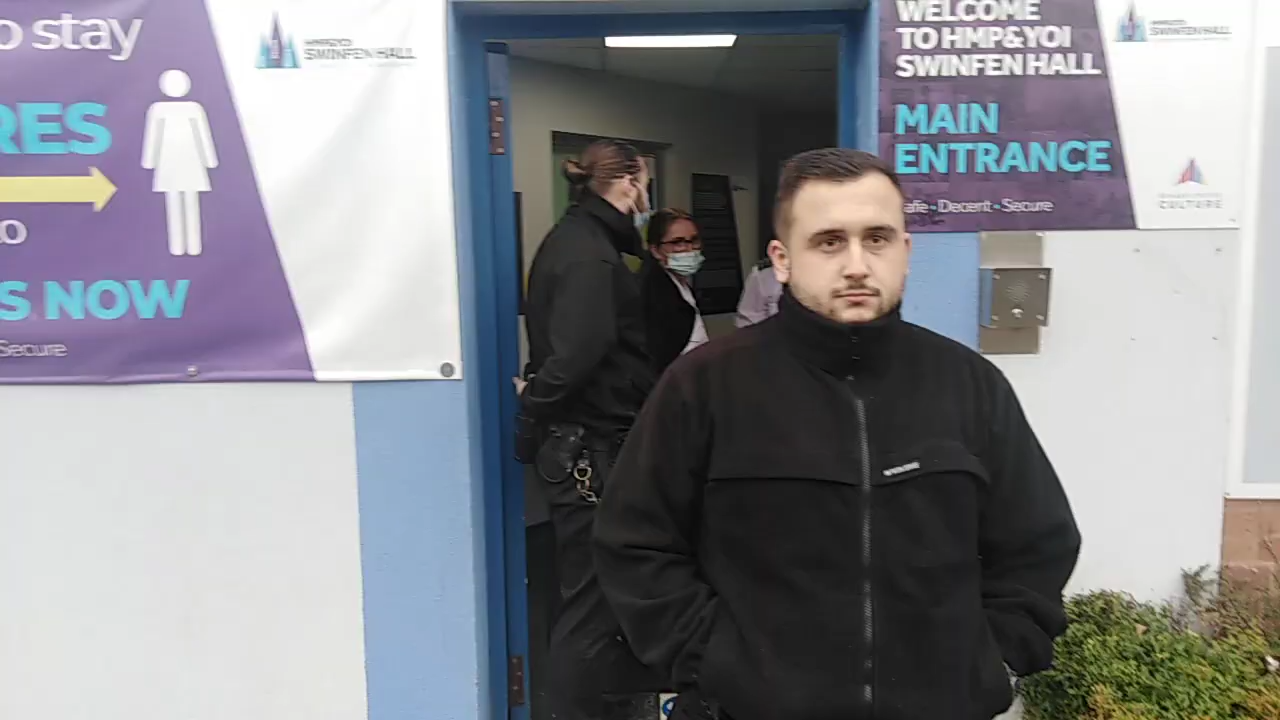 o stay
RES
o
S NOW
Secure
SWINFEN HALL
WELCOME
TO HMP&YOI
SWINFEN HALL
MAIN
ENTRANCE
afe • Decent • Secure
SWINFEN HALL
CULTURE